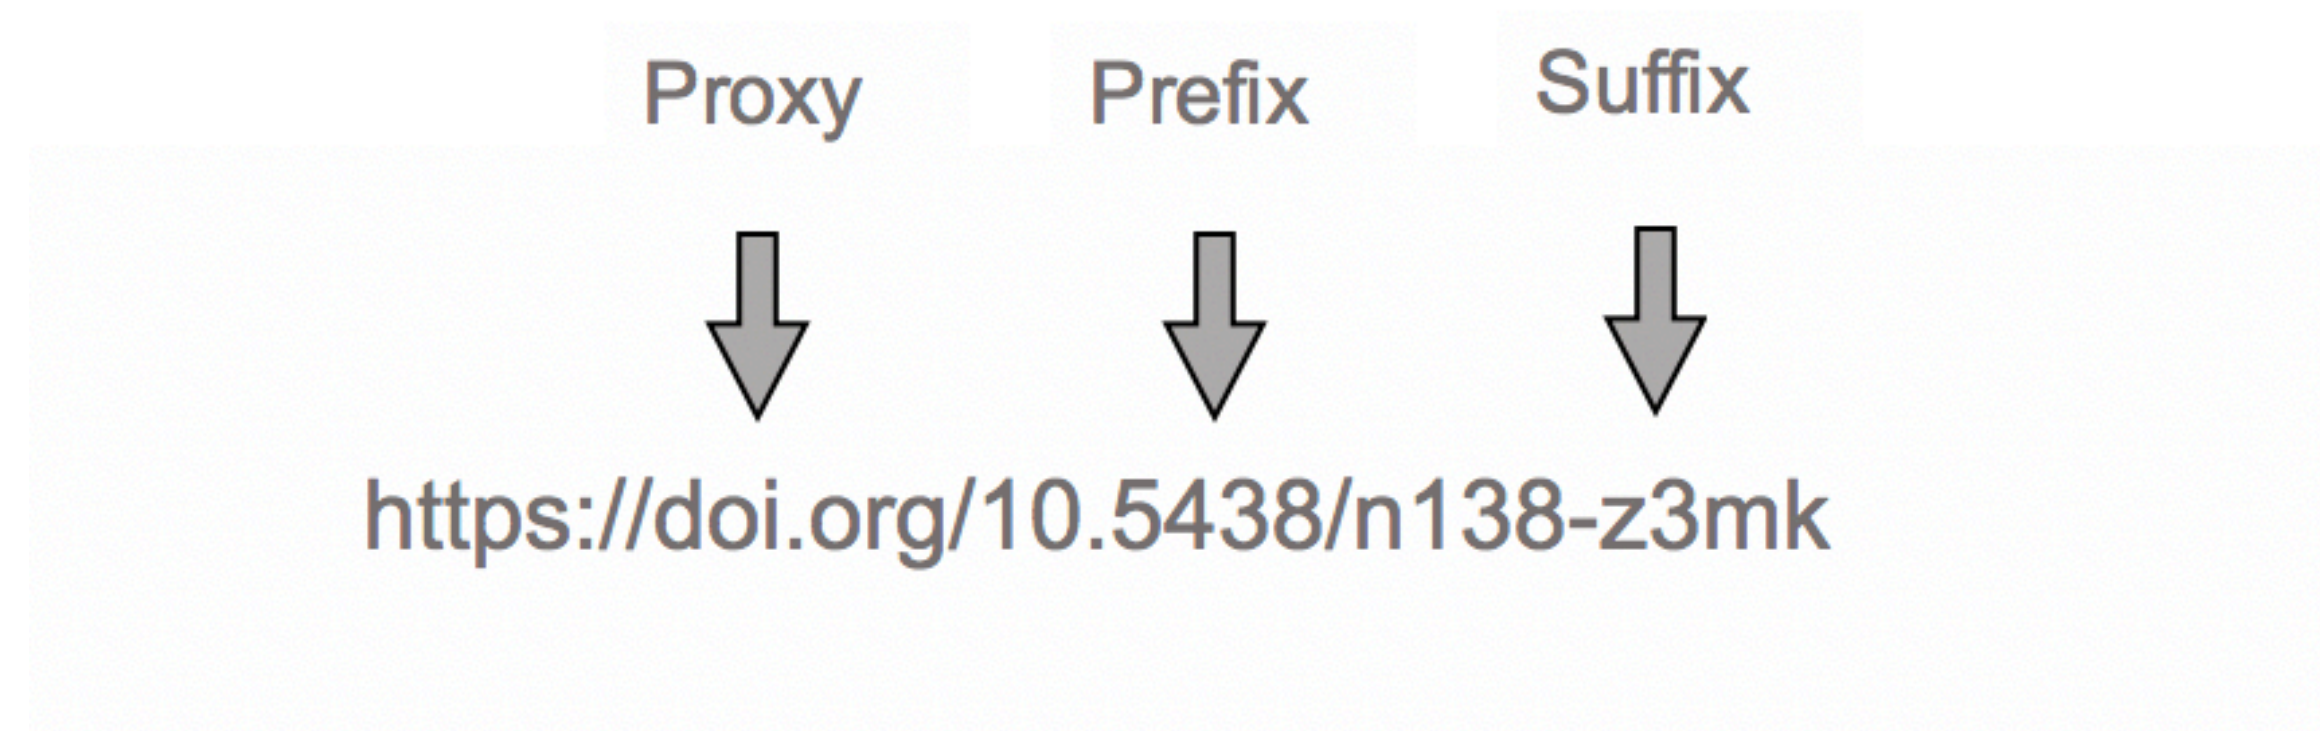 Proxy Prefix Suffix
https://doi.org/10.5438/n138-z3mk